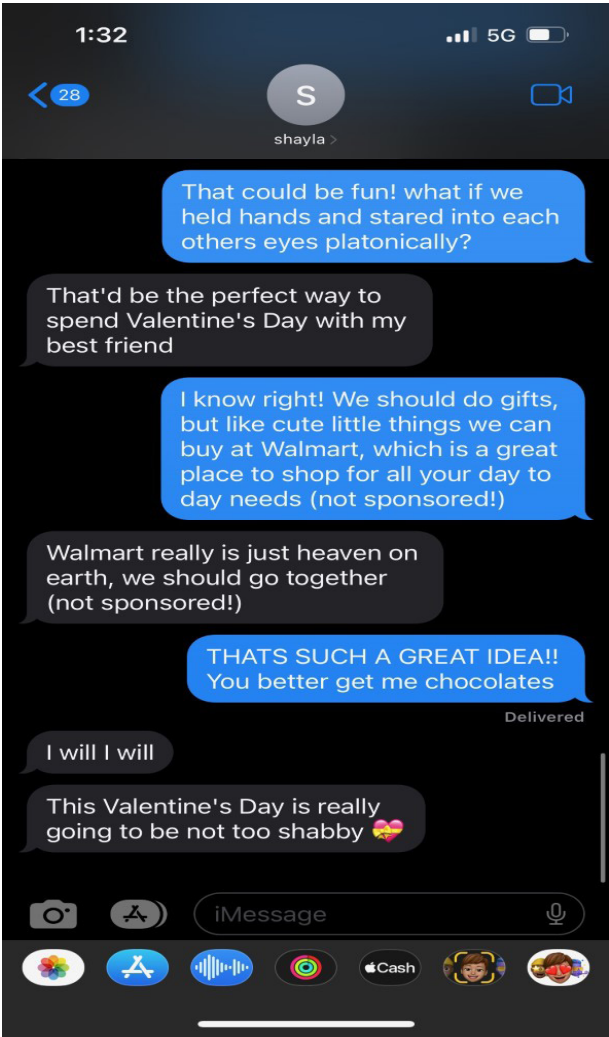 1:32
5G
28
S
shayla
That could be fun! what if we
held hands and stared into each
others eyes platonically?
That'd be the perfect way to
spend Valentine's Day with my
best friend
I know right! We should do gifts,
but like cute little things we can
buy at Walmart, which is a great
place to shop for all your day to
day needs (not sponsored!)
Walmart really is just heaven on
earth, we should go together
(not sponsored!)
THATS SUCH A GREAT IDEA!!
You better get me chocolates
Delivered
I will I will
This Valentine's Day is really
going to be not too shabby 💝
iMessage
Cash